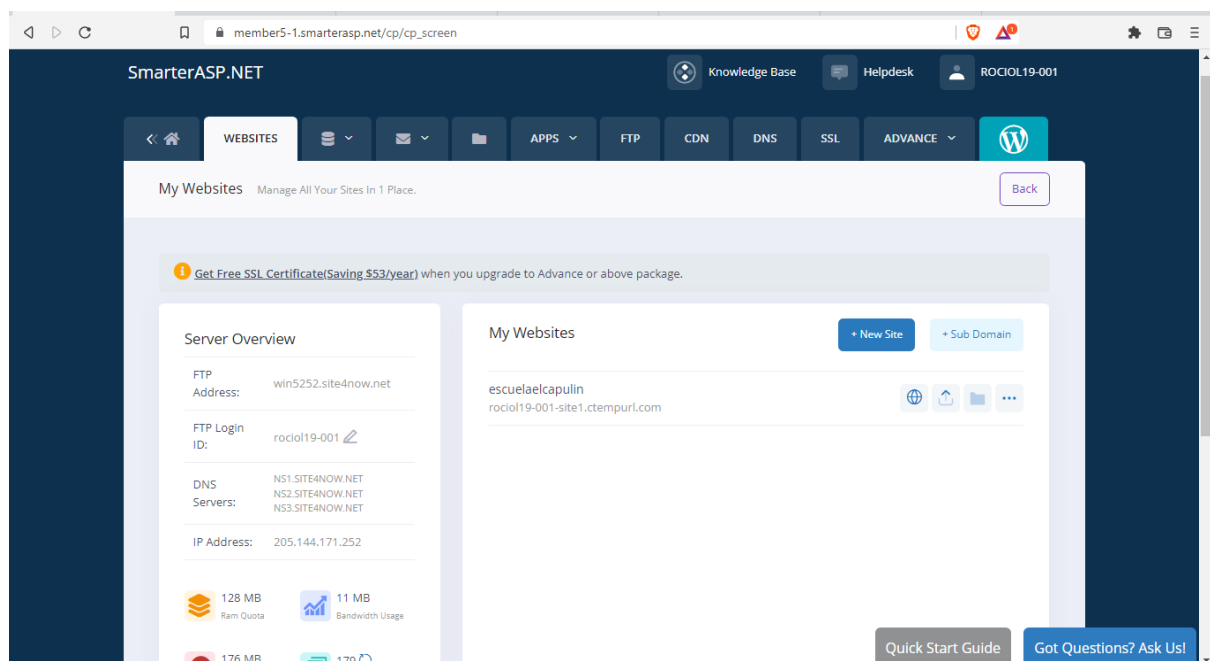 member5-1.smarterasp.net/cp/cp_screen
1
SmarterASP.NET
Knowledge Base
Helpdesk
ROCIOL19-001
WEBSITES
APPS
FTP
CDN
DNS
SSL
ADVANCE
My Websites
Manage All Your Sites In 1 Place.
Back
Get Free SSL Certificate(Saving $53/year) when you upgrade to Advance or above package.
Server Overview
FTP Address:
win5252.site4now.net
FTP Login ID:
rociol19-001
DNS Servers:
NS1.SITE4NOW.NET
NS2.SITE4NOW.NET
NS3.SITE4NOW.NET
IP Address:
205.144.171.252
128 MB
Ram Quota
11 MB
Bandwidth Usage
176 MB
179
My Websites
+ New Site
+ Sub Domain
escuelaelcapulin
rociol19-001-site1.ctempurl.com
Quick Start Guide
Got Questions? Ask Us!